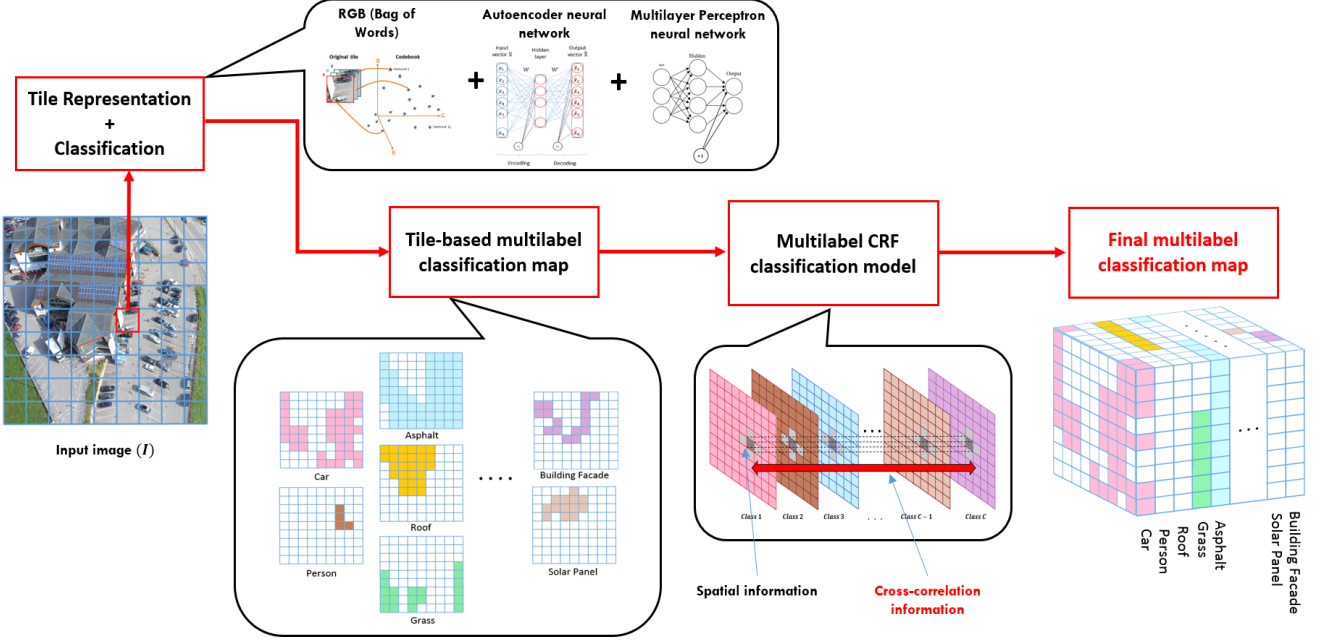 RGB (Bag of
Words)
Autoencoder neural
network
Multilayer Perceptron
neural network
Original tile
Codebook
B
G
R
+
+
Input
vector X̄
Hidden
layer
Output
vector X̂
W
W'
Encoding
Decoding
Hidden
Output
+1
Tile Representation
+
Classification
Input image (I)
Tile-based multilabel
classification map
Multilabel CRF
classification model
Final multilabel
classification map
Car
Asphalt
Building Facade
Person
Roof
. . . .
Solar Panel
Grass
. . .
Class 1
Class 2
Class 3
. . .
Class C − 1
Class C
Spatial information
Cross-correlation
information
. . . .
. . .
Car
Person
Roof
Grass
Asphalt
Solar Panel
Building Facade